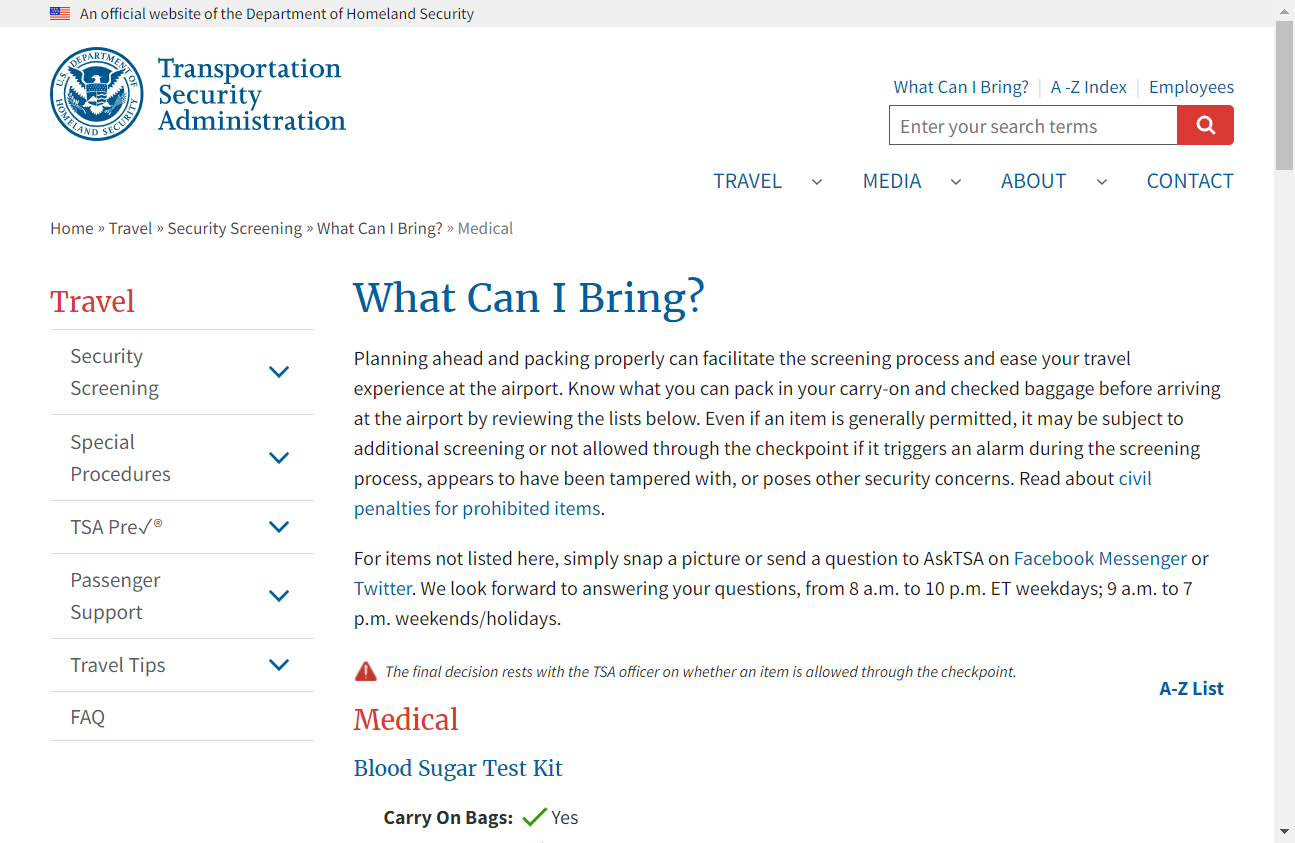 An official website of the Department of Homeland Security
U.S. DEPARTMENT OF HOMELAND SECURITY
Transportation
Security
Administration
What Can I Bring?
A -Z Index
Employees
Enter your search terms
TRAVEL
MEDIA
ABOUT
CONTACT
Home » Travel » Security Screening » What Can I Bring? » Medical
Travel
Security
Screening
Special
Procedures
TSA Pre✓®
Passenger
Support
Travel Tips
FAQ
What Can I Bring?
Planning ahead and packing properly can facilitate the screening process and ease your travel
experience at the airport. Know what you can pack in your carry-on and checked baggage before arriving
at the airport by reviewing the lists below. Even if an item is generally permitted, it may be subject to
additional screening or not allowed through the checkpoint if it triggers an alarm during the screening
process, appears to have been tampered with, or poses other security concerns. Read about civil
penalties for prohibited items.
For items not listed here, simply snap a picture or send a question to AskTSA on Facebook Messenger or
Twitter. We look forward to answering your questions, from 8 a.m. to 10 p.m. ET weekdays; 9 a.m. to 7
p.m. weekends/holidays.
The final decision rests with the TSA officer on whether an item is allowed through the checkpoint.
A-Z List
Medical
Blood Sugar Test Kit
Carry On Bags: Yes